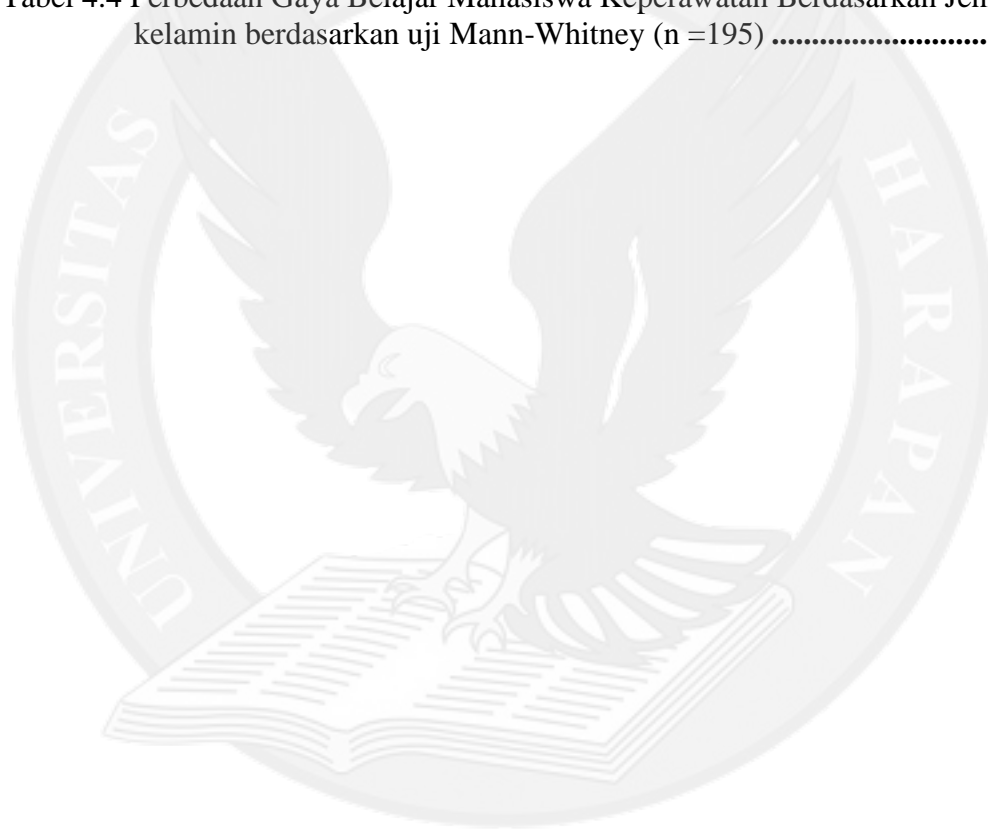 Tabel 4.4 Perbedaan Gaya Belajar Mahasiswa Keperawatan Berdasarkan Jen
kelamin berdasarkan uji Mann-Whitney (n =195) ...........................
UNIVERSITAS
HARAPAN